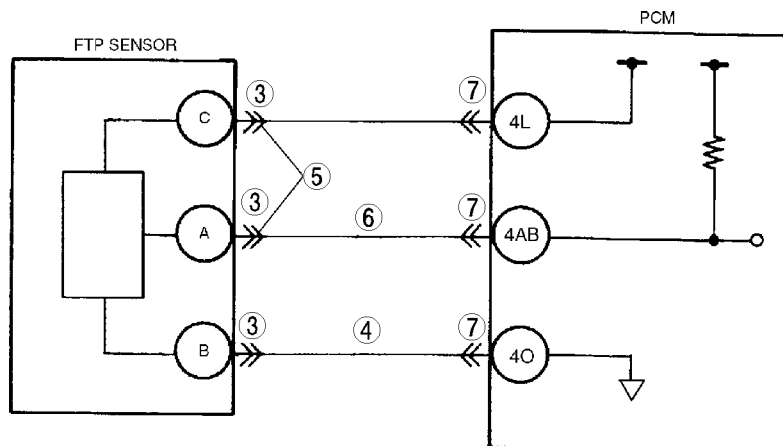 PCM
FTP SENSOR
C ③ ⑦ 4L
⑤
A ③ ⑥ ⑦ 4AB
B ③ ④ ⑦ 4O